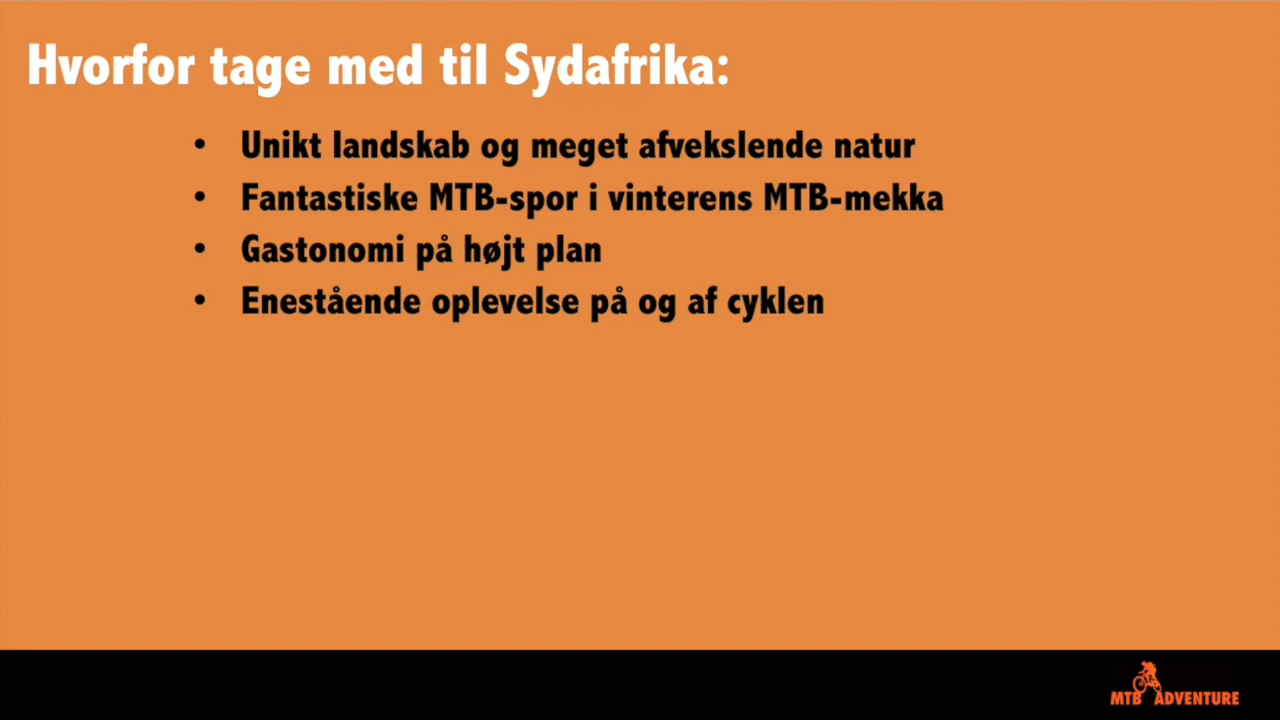 Hvorfor tage med til Sydafrika:
• Unikt landskab og meget afvekslende natur
• Fantastiske MTB-spor i vinterens MTB-mekka
• Gastonomi på højt plan
• Enestående oplevelse på og af cyklen
MTB ADVENTURE